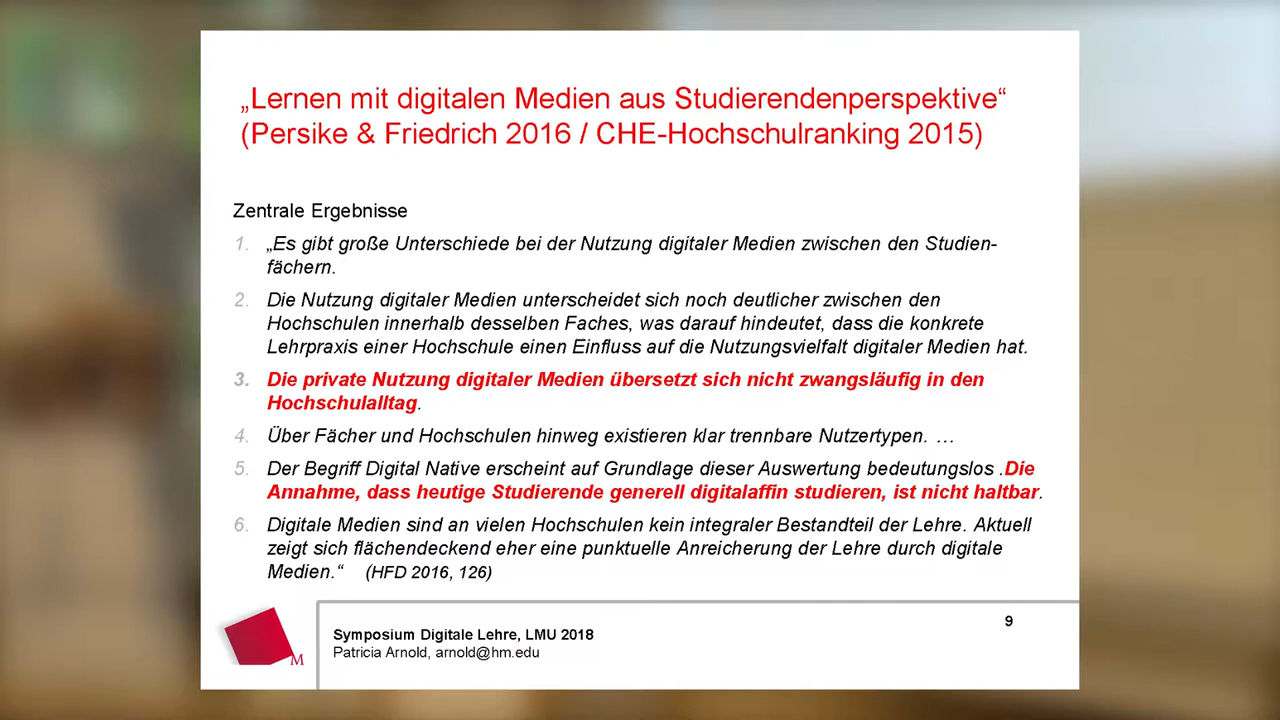 „Lernen mit digitalen Medien aus Studierendenperspektive“
(Persike & Friedrich 2016 / CHE-Hochschulranking 2015)
Zentrale Ergebnisse
1. „Es gibt große Unterschiede bei der Nutzung digitaler Medien zwischen den Studien-
fächern.
2. Die Nutzung digitaler Medien unterscheidet sich noch deutlicher zwischen den
Hochschulen innerhalb desselben Faches, was darauf hindeutet, dass die konkrete
Lehrpraxis einer Hochschule einen Einfluss auf die Nutzungsvielfalt digitaler Medien hat.
3. Die private Nutzung digitaler Medien übersetzt sich nicht zwangsläufig in den
Hochschulalltag.
4. Über Fächer und Hochschulen hinweg existieren klar trennbare Nutzertypen. …
5. Der Begriff Digital Native erscheint auf Grundlage dieser Auswertung bedeutungslos .Die
Annahme, dass heutige Studierende generell digitalaffin studieren, ist nicht haltbar.
6. Digitale Medien sind an vielen Hochschulen kein integraler Bestandteil der Lehre. Aktuell
zeigt sich flächendeckend eher eine punktuelle Anreicherung der Lehre durch digitale
Medien.“ (HFD 2016, 126)
9
M
Symposium Digitale Lehre, LMU 2018
Patricia Arnold, arnold@hm.edu